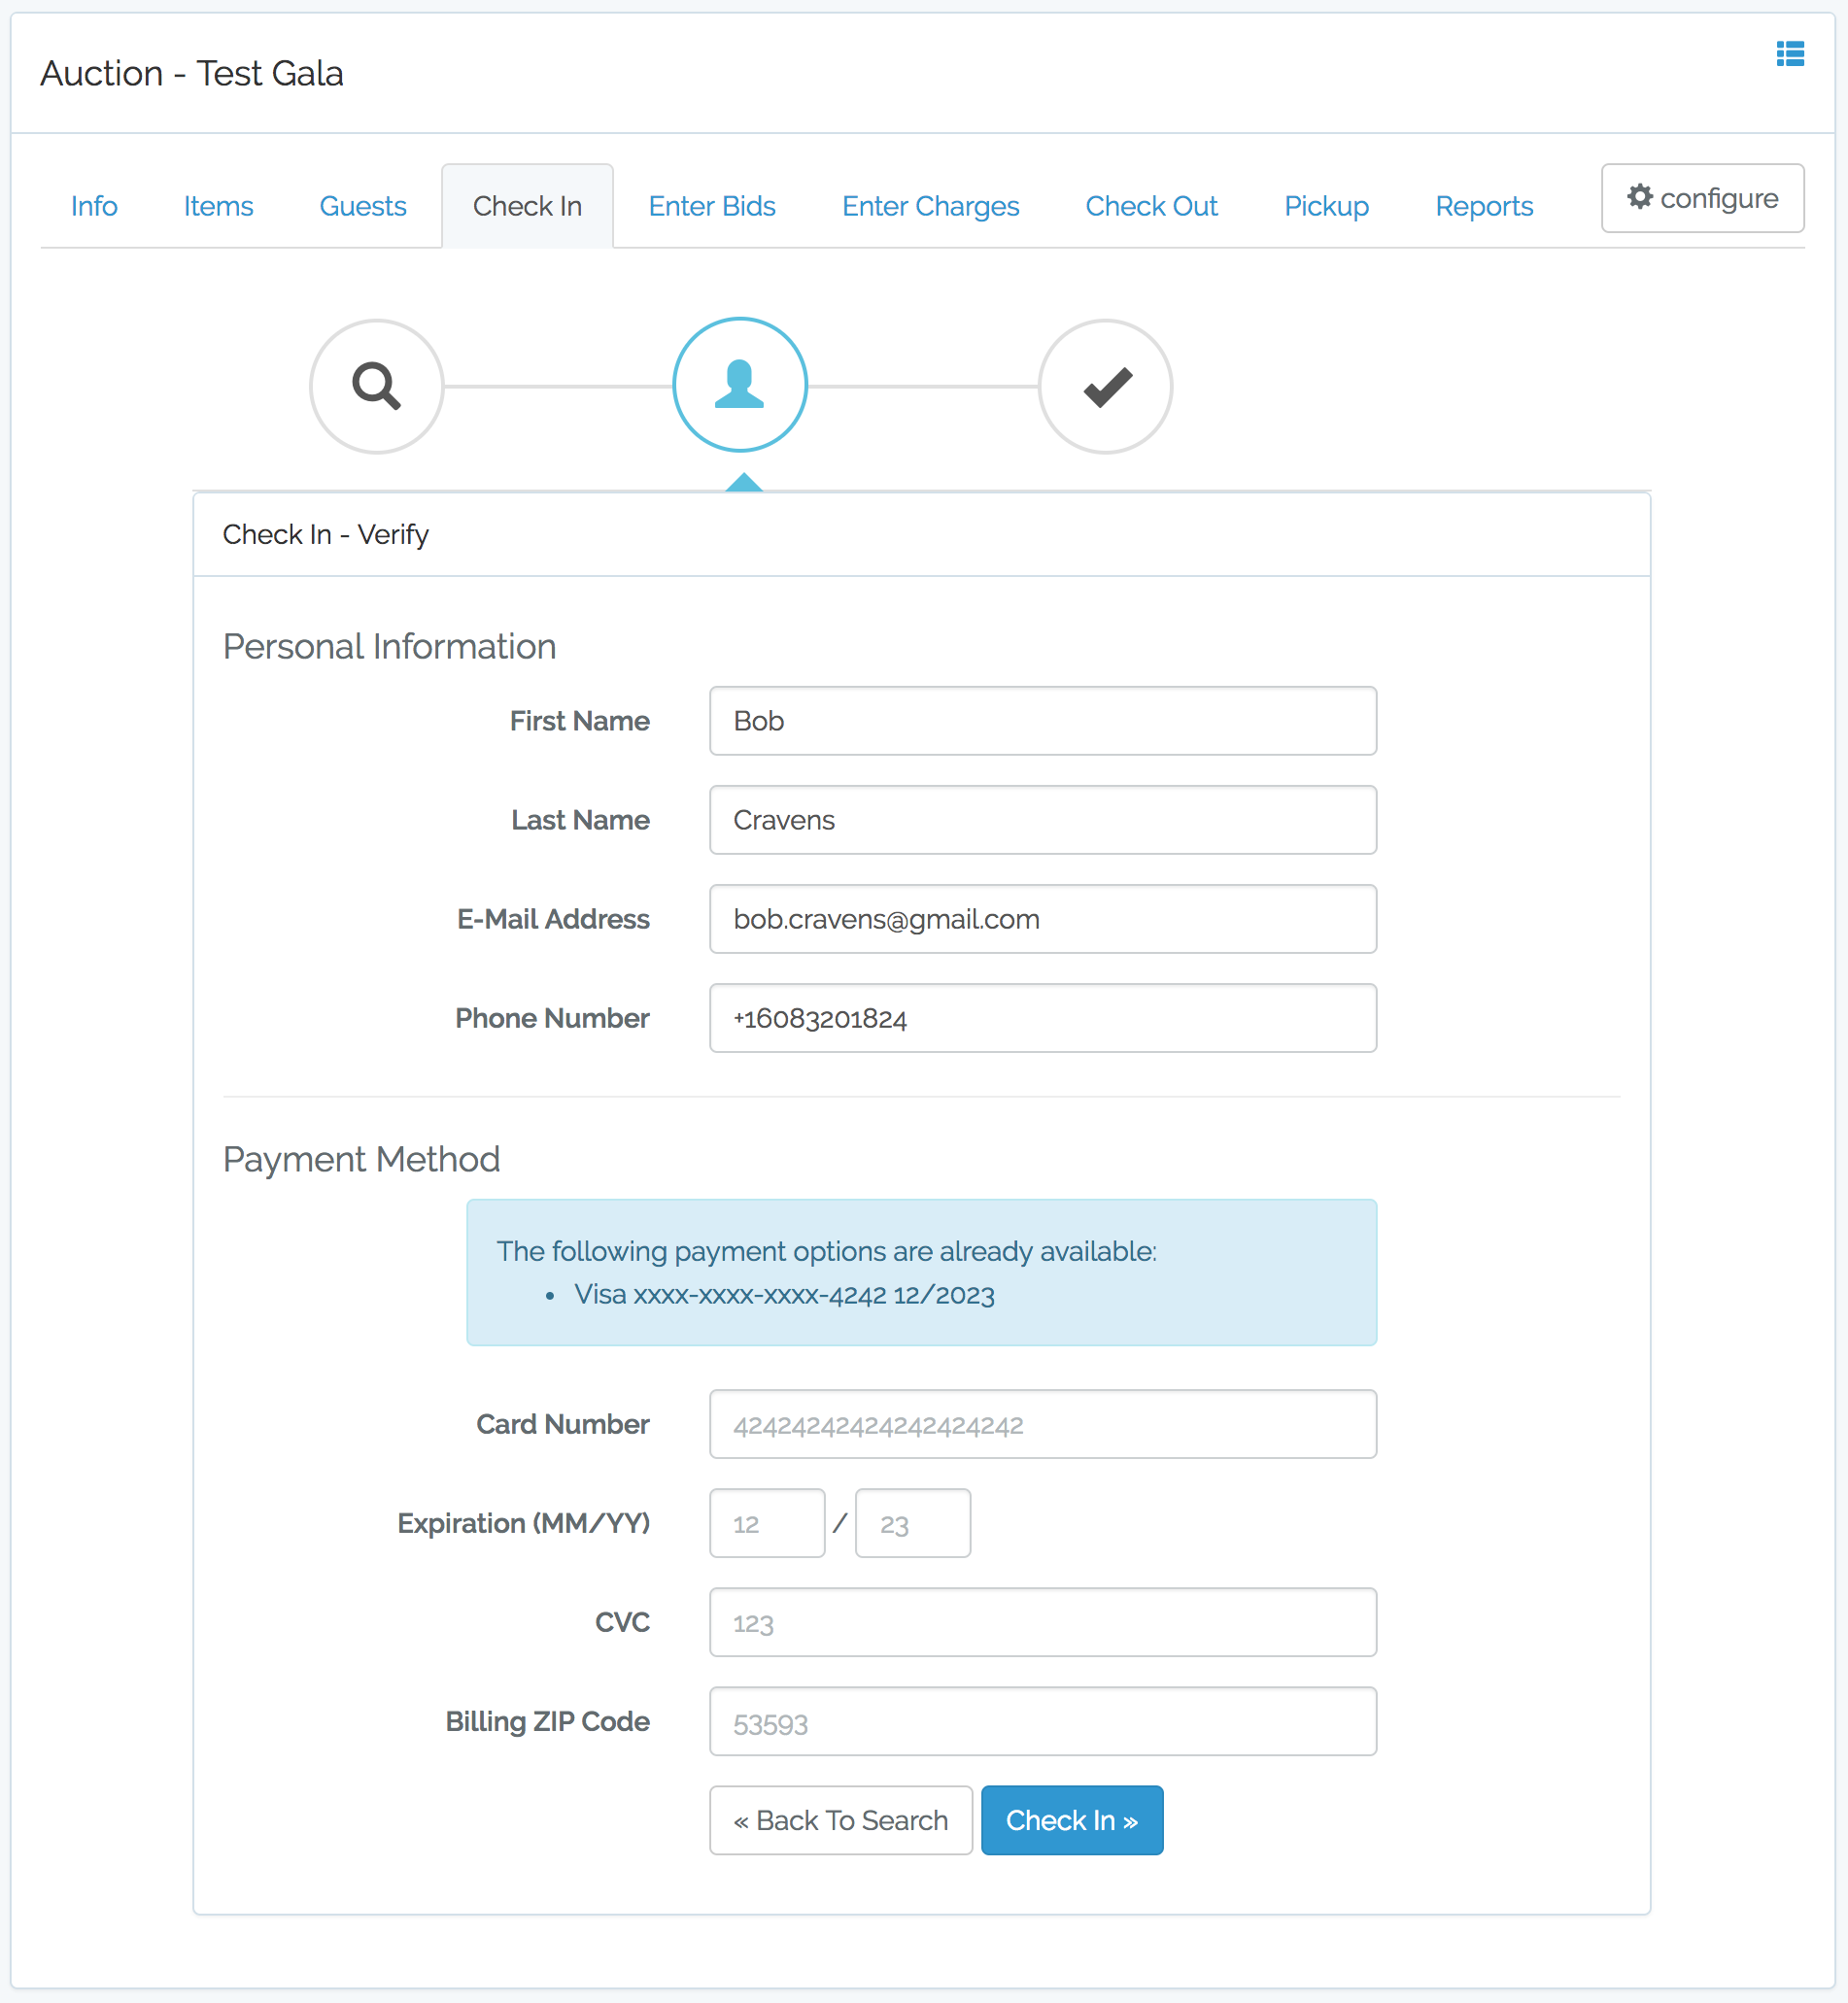 Auction - Test Gala
Info Items Guests Check In Enter Bids Enter Charges Check Out Pickup Reports configure
Check In - Verify
Personal Information
First Name Bob
Last Name Cravens
E-Mail Address bob.cravens@gmail.com
Phone Number +16083201824
Payment Method
The following payment options are already available:
• Visa xxxx-xxxx-xxxx-4242 12/2023
Card Number 42424242424242424242
Expiration (MM/YY) 12 / 23
CVC 123
Billing ZIP Code 53593
« Back To Search Check In »